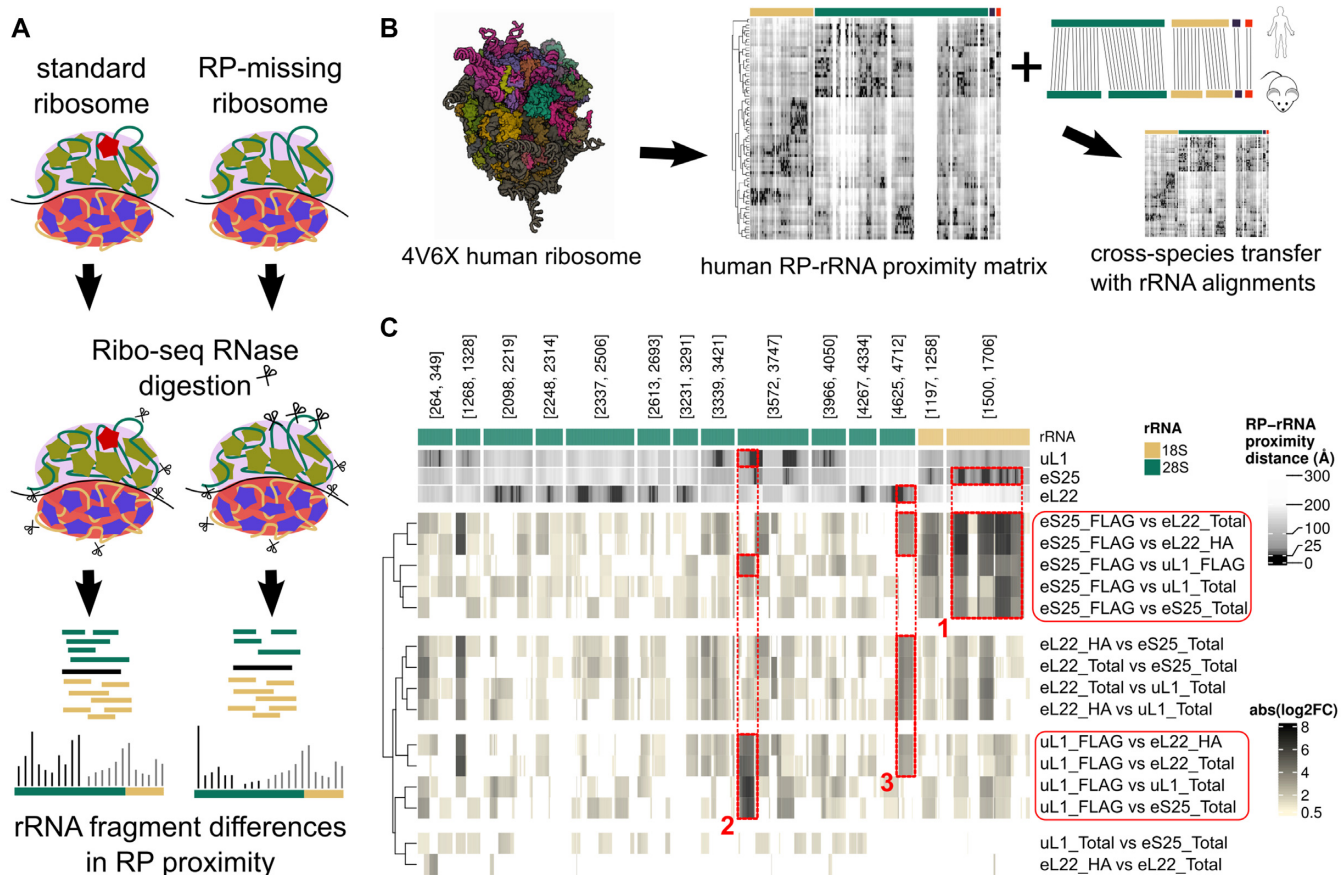 A
standard
ribosome
RP-missing
ribosome
Ribo-seq RNase
digestion
rRNA fragment differences
in RP proximity
B
4V6X human ribosome
human RP-rRNA proximity matrix
+
cross-species transfer
with rRNA alignments
C
[264, 349]
[1268, 1328]
[2098, 2219]
[2248, 2314]
[2337, 2506]
[2613, 2693]
[3231, 3291]
[3339, 3421]
[3572, 3747]
[3966, 4050]
[4267, 4334]
[4625, 4712]
[1197, 1258]
[1500, 1706]
rRNA
uL1
eS25
eL22
eS25_FLAG vs eL22_Total
eS25_FLAG vs eL22_HA
eS25_FLAG vs uL1_FLAG
eS25_FLAG vs uL1_Total
eS25_FLAG vs eS25_Total
1
eL22_HA vs eS25_Total
eL22_Total vs eS25_Total
eL22_Total vs uL1_Total
eL22_HA vs uL1_Total
uL1_FLAG vs eL22_HA
uL1_FLAG vs eL22_Total
uL1_FLAG vs uL1_Total
uL1_FLAG vs eS25_Total
2
3
uL1_Total vs eS25_Total
eL22_HA vs eL22_Total
rRNA
18S
28S
RP−rRNA
proximity
distance (Å)
300
200
100
25
0
abs(log2FC)
8
6
4
2
0.5